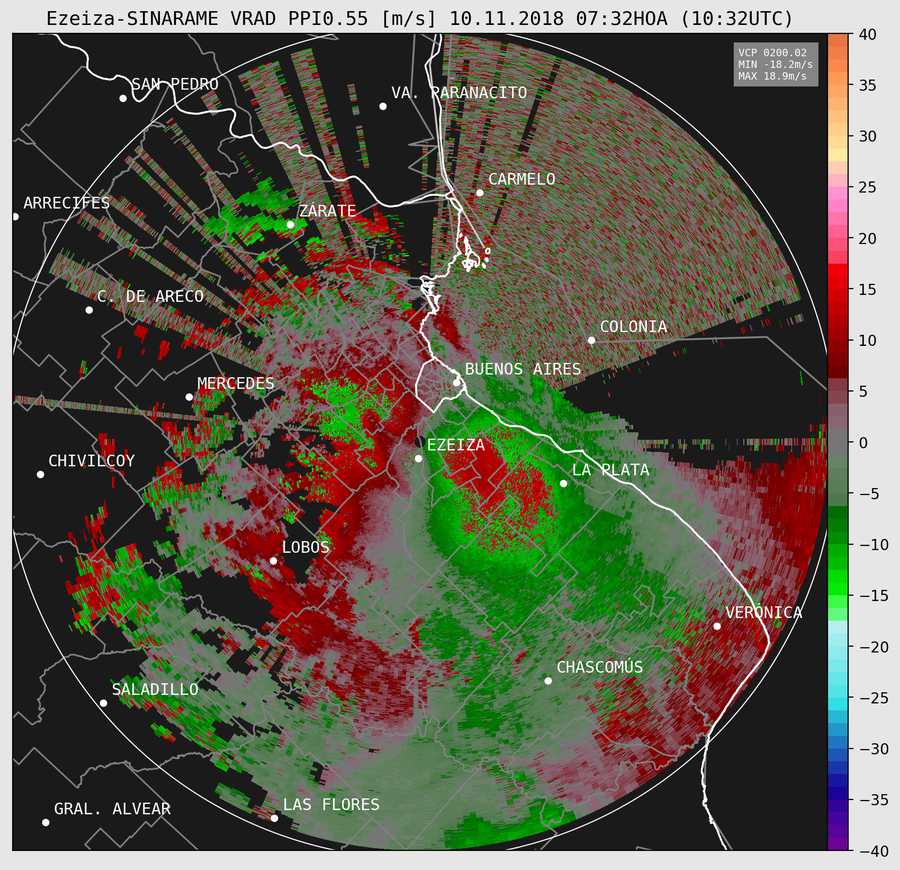 Ezeiza-SINARAME VRAD PPI0.55 [m/s] 10.11.2018 07:32HOA (10:32UTC)
VCP 0200.02
MIN -18.2m/s
MAX 18.9m/s
SAN PEDRO
VA. PARANACITO
CARMELO
ARRECIFES
ZÁRATE
C. DE ARECO
COLONIA
BUENOS AIRES
MERCEDES
EZEIZA
CHIVILCOY
LA PLATA
LOBOS
VERÓNICA
CHASCOMÚS
SALADILLO
LAS FLORES
GRAL. ALVEAR
40
35
30
25
20
15
10
5
0
−5
−10
−15
−20
−25
−30
−35
−40